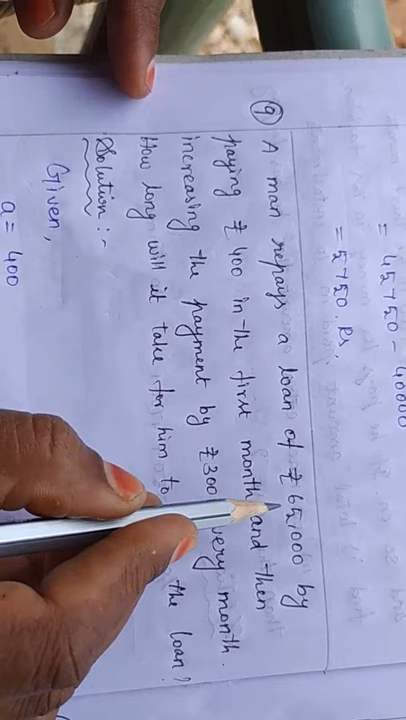 = 45750 - 40000
= 5750. Rs.
⑨ A man repays a loan of ₹65,000 by
paying ₹400 in the first month and then
increasing the payment by ₹300 very month.
How long will it take for him to the loan?
Solution :-
Given,
a = 400